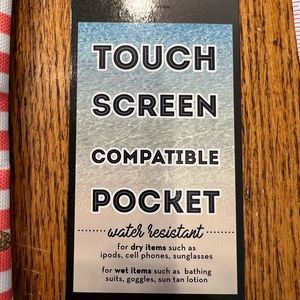 TOUCH
SCREEN
COMPATIBLE
POCKET
water resistant
for dry items such as
ipods, cell phones, sunglasses
for wet items such as bathing
suits, goggles, sun tan lotion